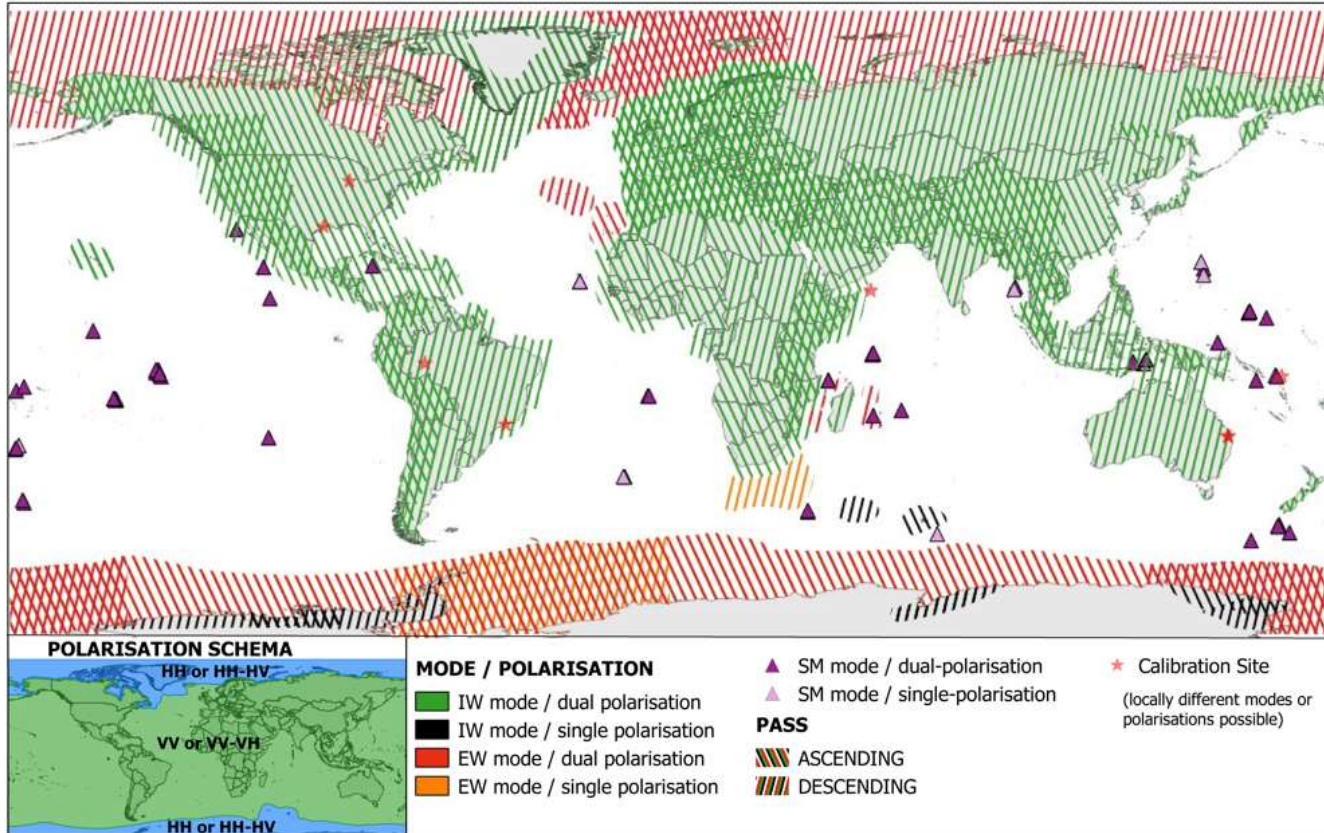 POLARISATION SCHEMA
HH or HH-HV
VV or VV-VH
HH or HH-HV
MODE / POLARISATION
IW mode / dual polarisation
IW mode / single polarisation
EW mode / dual polarisation
EW mode / single polarisation
SM mode / dual-polarisation
SM mode / single-polarisation
PASS
ASCENDING
DESCENDING
Calibration Site
(locally different modes or
polarisations possible)